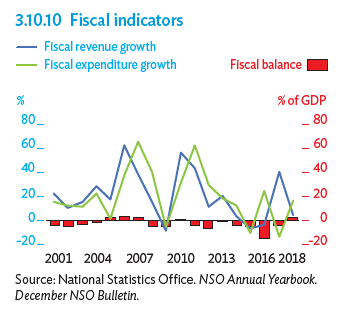 3.10.10 Fiscal indicators
Fiscal revenue growth
Fiscal expenditure growth
Fiscal balance
% % of GDP
80 80
60 60
40 40
20 20
0 0
-20 -20
2001 2004 2007 2010 2013 2016 2018
Source: National Statistics Office. NSO Annual Yearbook.
December NSO Bulletin.